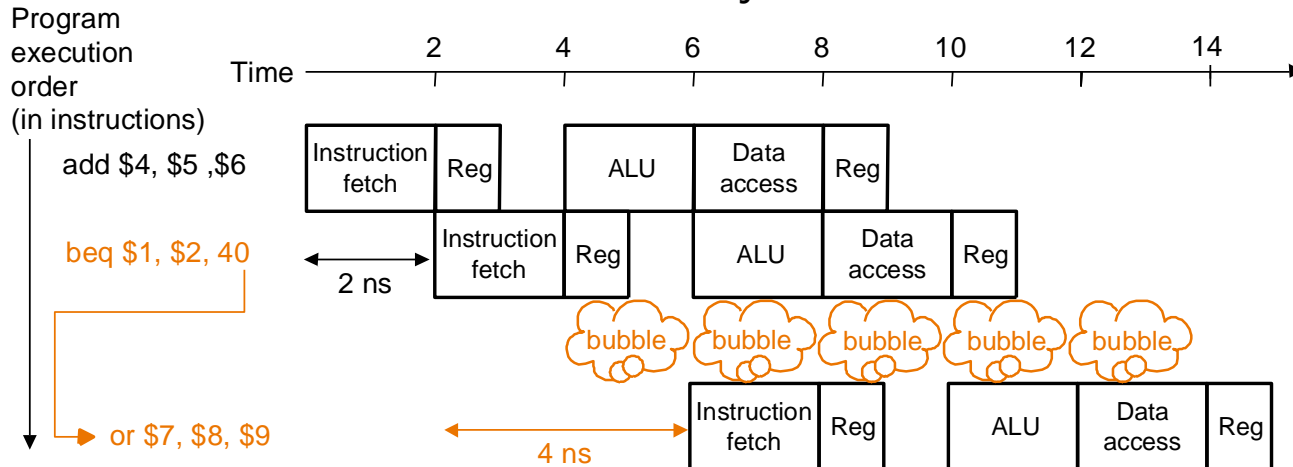 Program
execution
order
(in instructions)
Time
2 4 6 8 10 12 14
add $4, $5 ,$6
Instruction
fetch
Reg
ALU
Data
access
Reg
beq $1, $2, 40
2 ns
Instruction
fetch
Reg
ALU
Data
access
Reg
bubble bubble bubble bubble bubble
or $7, $8, $9
4 ns
Instruction
fetch
Reg
ALU
Data
access
Reg